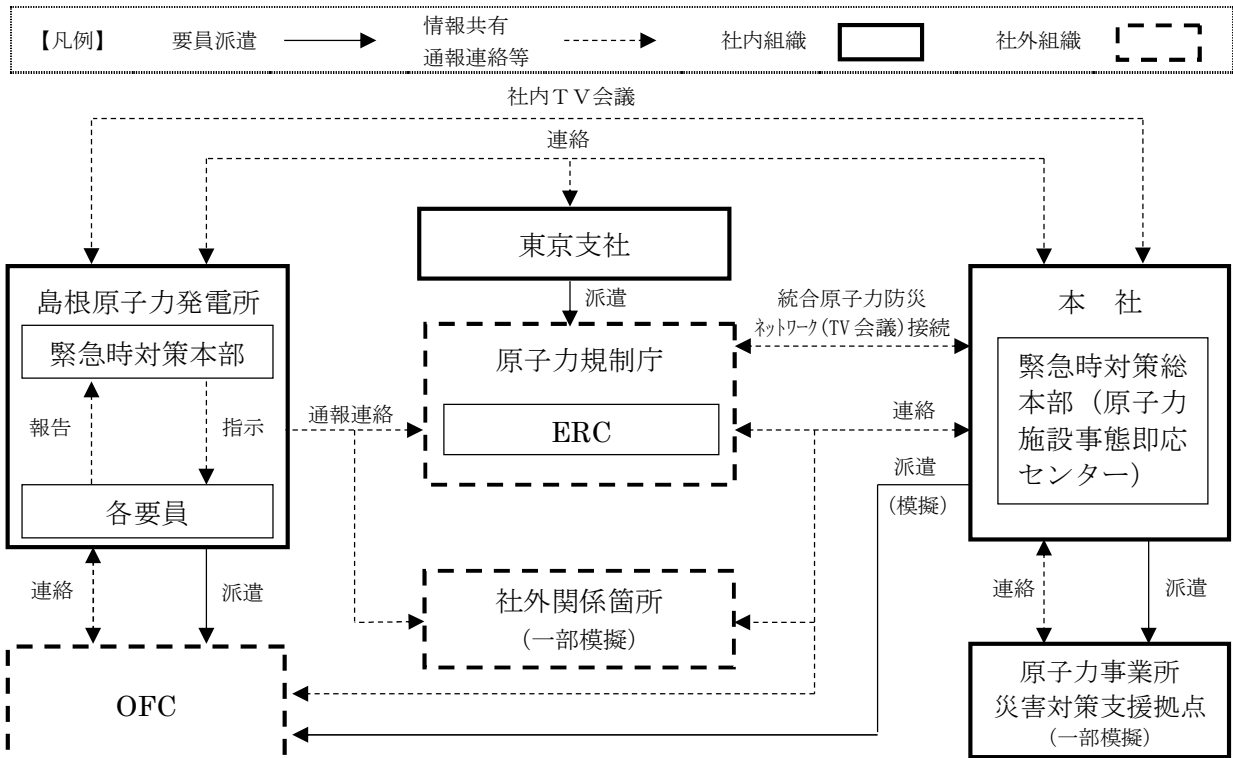 【凡例】
要員派遣
情報共有
通報連絡等
社内組織
社外組織
社内ＴＶ会議
連絡
東京支社
派遣
島根原子力発電所
緊急時対策本部
報告
指示
各要員
通報連絡
原子力規制庁
ERC
統合原子力防災
ﾈｯﾄﾜｰｸ(TV会議)接続
本　社
緊急時対策総
本部（原子力
施設事態即応
センター）
連絡
派遣
(模擬)
連絡
派遣
社外関係箇所
(一部模擬)
連絡
派遣
OFC
原子力事業所
災害対策支援拠点
(一部模擬)